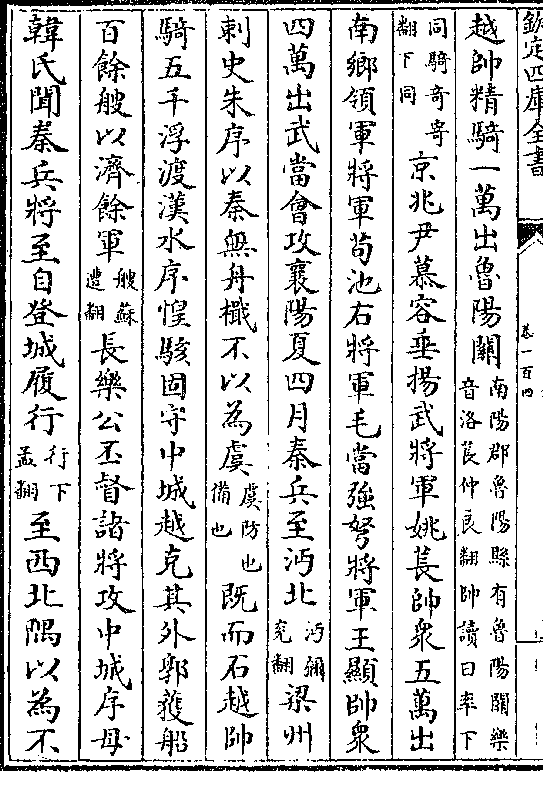 欽定四庫全書
卷一百四
越帥精騎一萬出魯陽關南陽郡魯陽縣有魯陽關樂音洛萇仲良翻帥讀曰率下
同騎奇寄翻下同京兆尹慕容垂揚武將軍姚萇帥衆五萬出
南鄉領軍將軍苟池右將軍毛當強弩將軍王顯帥衆
四萬出武當會攻襄陽夏四月秦兵至沔北沔彌兖翻梁州
刺史朱序以秦無舟檝不以為虞虞防也備也既而石越帥
騎五千浮渡漢水序惶駭固守中城越克其外郭獲船
百餘艘以濟餘軍艘蘇遭翻長樂公丕督諸將攻中城序母
韓氏聞秦兵將至自登城履行行下孟翻至西北隅以為不